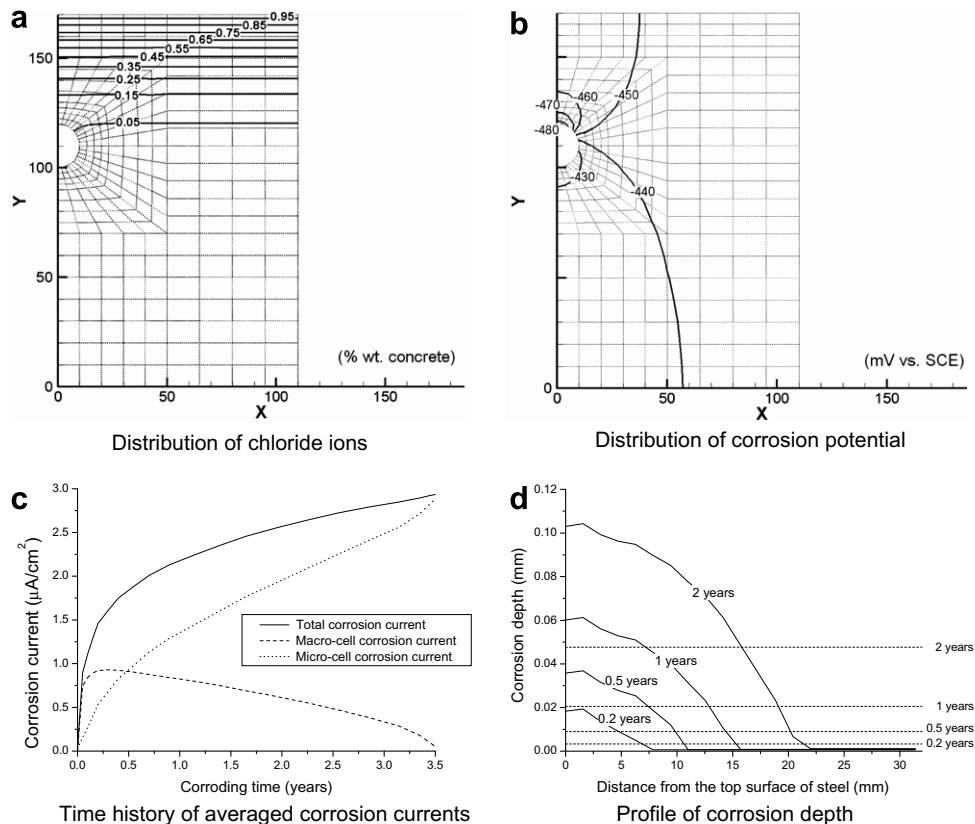 a
0.95
0.85
0.75
0.65
0.55
0.45
0.35
0.25
0.15
0.05
150
100
50
0
Y
0 50 100 150
X
(% wt. concrete)
Distribution of chloride ions
b
-450
-460
-470
-480
-440
-430
0
Y
0 50 100 150
X
(mV vs. SCE)
Distribution of corrosion potential
c
3.0
2.5
2.0
1.5
1.0
0.5
0.0
Corrosion current (μA/cm²)
Total corrosion current
Macro-cell corrosion current
Micro-cell corrosion current
0.0 0.5 1.0 1.5 2.0 2.5 3.0 3.5
Corroding time (years)
Time history of averaged corrosion currents
d
0.12
0.10
0.08
0.06
0.04
0.02
0.00
Corrosion depth (mm)
2 years
1 years
0.5 years
0.2 years
2 years
1 years
0.5 years
0.2 years
0 5 10 15 20 25 30
Distance from the top surface of steel (mm)
Profile of corrosion depth